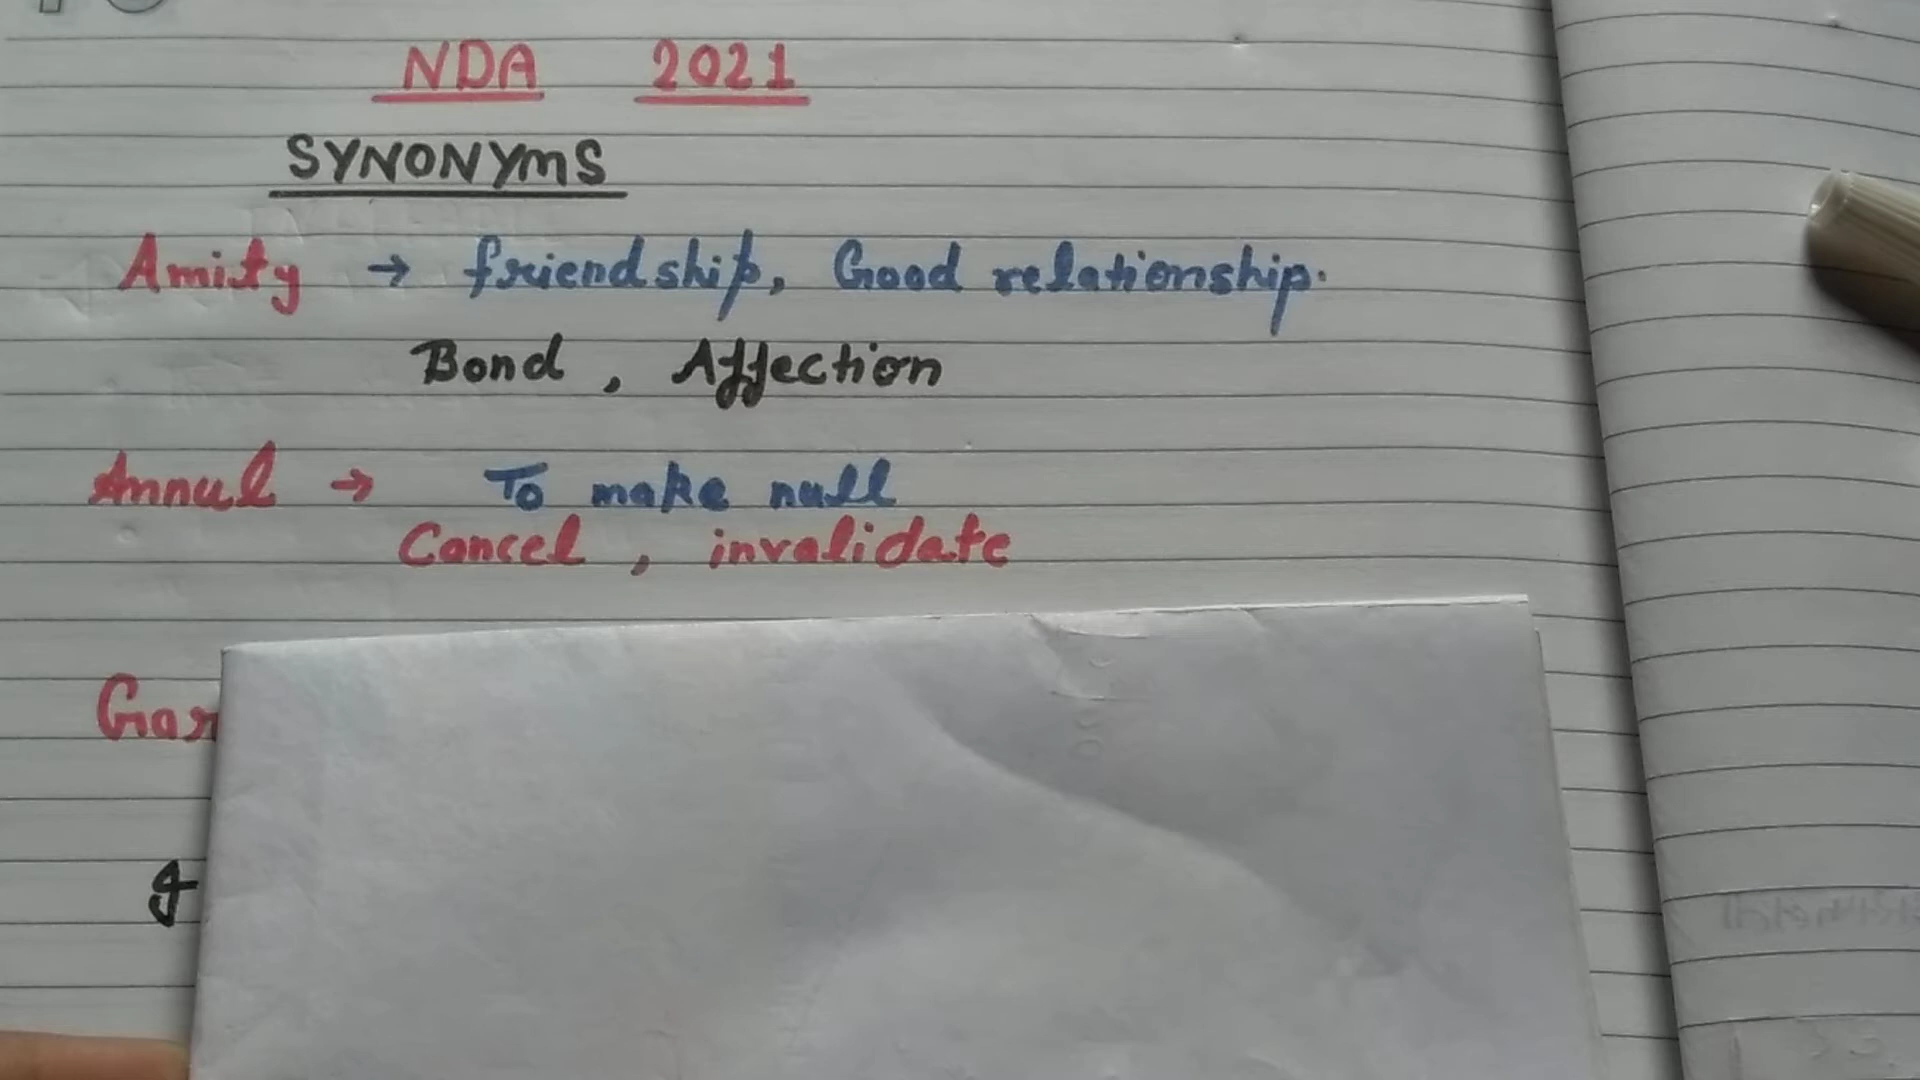 NDA 2021
SYNONYMS
Amity → friendship, Good relationship.
Bond, Affection
Annul → To make null
Cancel, invalidate